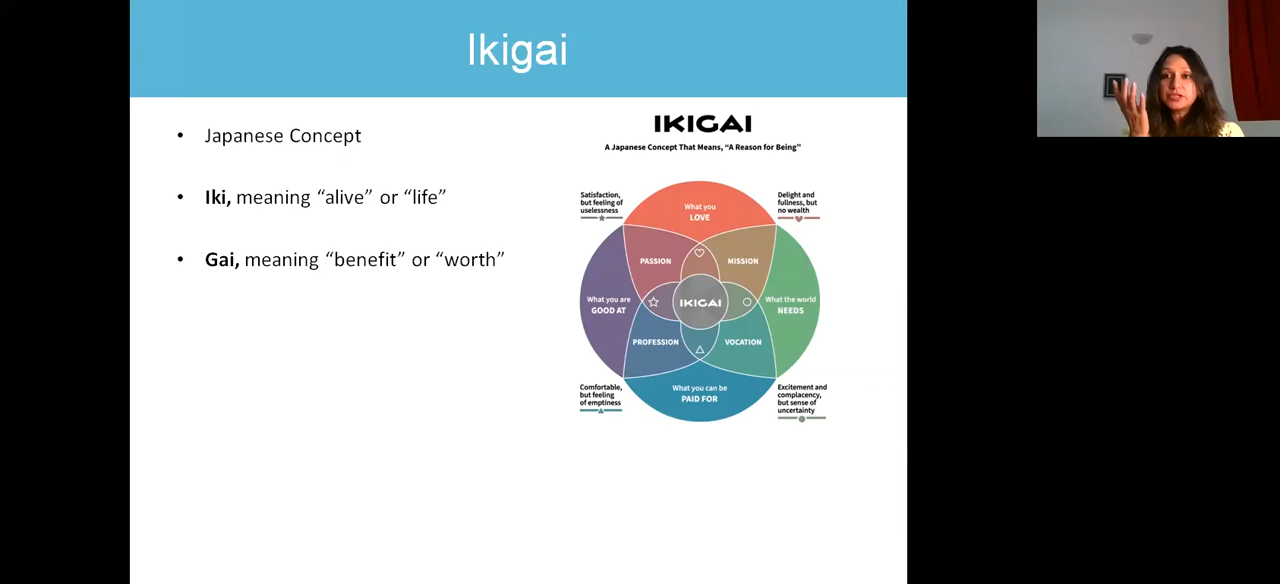 Ikigai
• Japanese Concept
• Iki, meaning “alive” or “life”
• Gai, meaning “benefit” or “worth”
IKIGAI
A Japanese Concept That Means, “A Reason for Being”
Satisfaction,
but feeling of
uselessness
Delight and
fullness, but
no wealth
What you
LOVE
PASSION
MISSION
What you are
GOOD AT
IKIGAI
What the world
NEEDS
PROFESSION
VOCATION
What you can be
PAID FOR
Comfortable,
but feeling
of emptiness
Excitement and
complacency,
but sense of
uncertainty